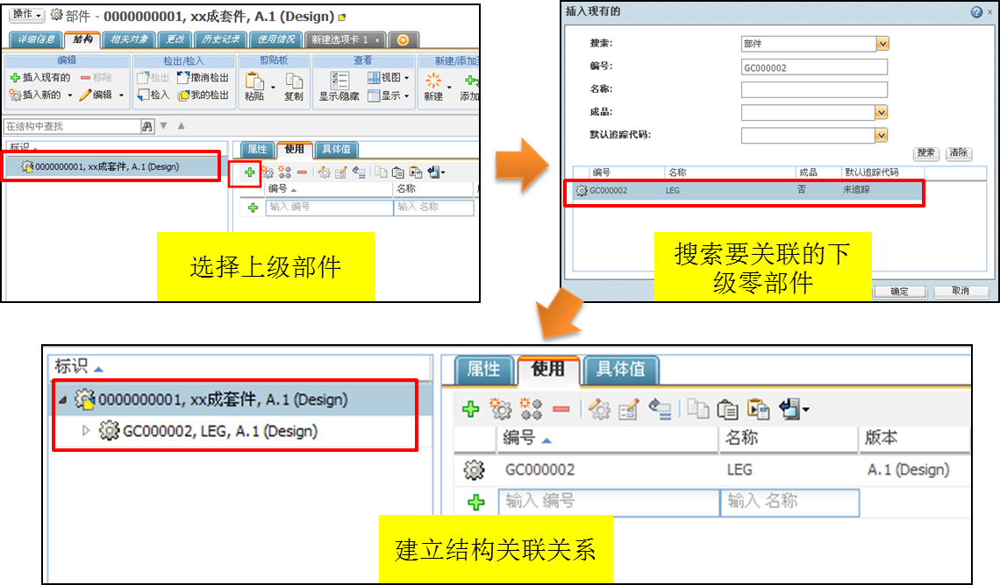 操作 部件 - 0000000001, xx成套件, A.1 (Design)
详细信息 结构 相关对象 更改 历史记录 使用情况 新建选项卡 1 ×
编辑 检出/检入 剪贴板 查看 新建/添加至
插入现有的 移除 检出 撤消检出 视图
插入新的 编辑 检入 我的检出 粘贴 复制 显示/隐藏 显示 新建 添加
在结构中查找
标识
0000000001, xx成套件, A.1 (Design)
属性 使用 具体值
编号 名称
输入 编号 输入 名称
选择上级部件
插入现有的
搜索: 部件
编号: GC000002
名称:
成品:
默认追踪代码:
搜索 清除
编号 名称 成品 默认追踪代码
GC000002 LEG 否 未追踪
确定 取消
搜索要关联的下
级零部件
标识
0000000001, xx成套件, A.1 (Design)
GC000002, LEG, A.1 (Design)
属性 使用 具体值
编号 名称 版本
GC000002 LEG A.1 (Design)
输入 编号 输入 名称
建立结构关联关系